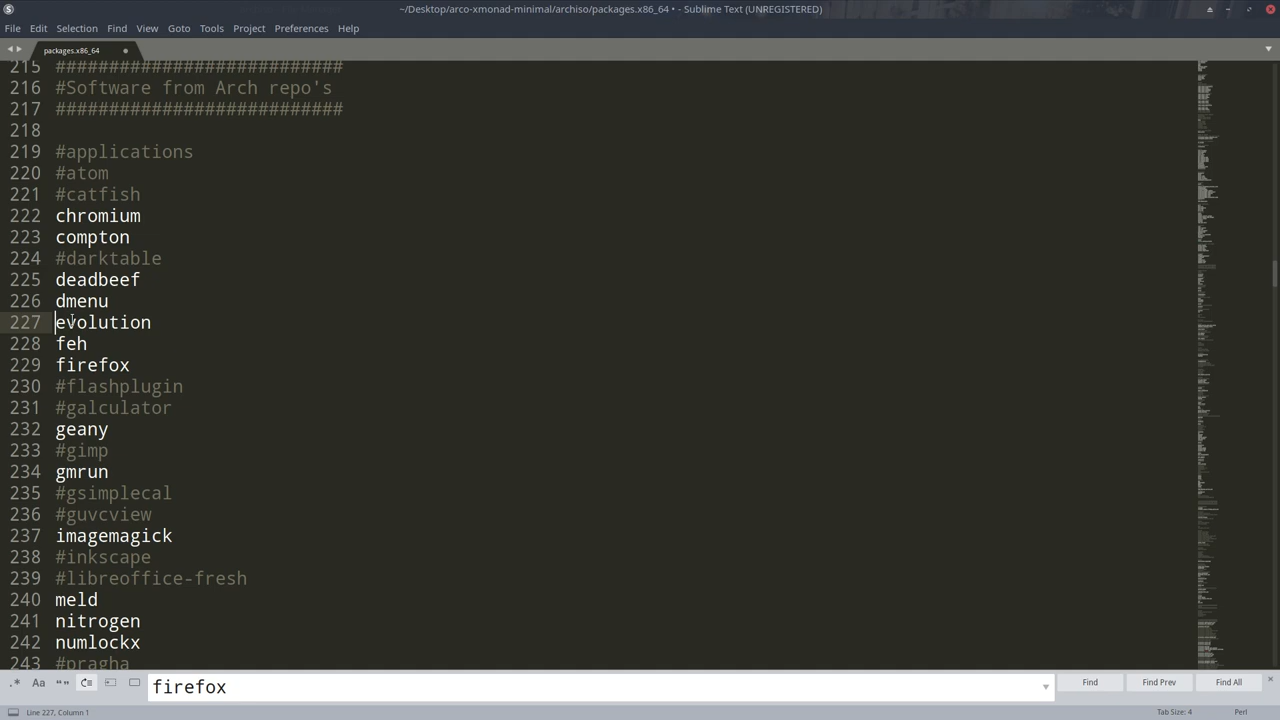 ~/Desktop/arco-xmonad-minimal/archiso/packages.x86_64 • - Sublime Text (UNREGISTERED)
File Edit Selection View Find Goto Tools Project Preferences Help
packages.x86_64
215 ###########################
216 #Software from Arch repo's
217 ###########################
218
219 #applications
220 #atom
221 #catfish
222 chromium
223 compton
224 #darktable
225 deadbeef
226 dmenu
227 evolution
228 feh
229 firefox
230 #flashplugin
231 #galculator
232 geany
233 #gimp
234 gmrun
235 #gsimplecal
236 #guvcview
237 imagemagick
238 #inkscape
239 #libreoffice-fresh
240 meld
241 nitrogen
242 numlockx
243 #pragha
.* Aa “” firefox Find Find Prev Find All
Line 227, Column 1 Tab Size: 4 Perl